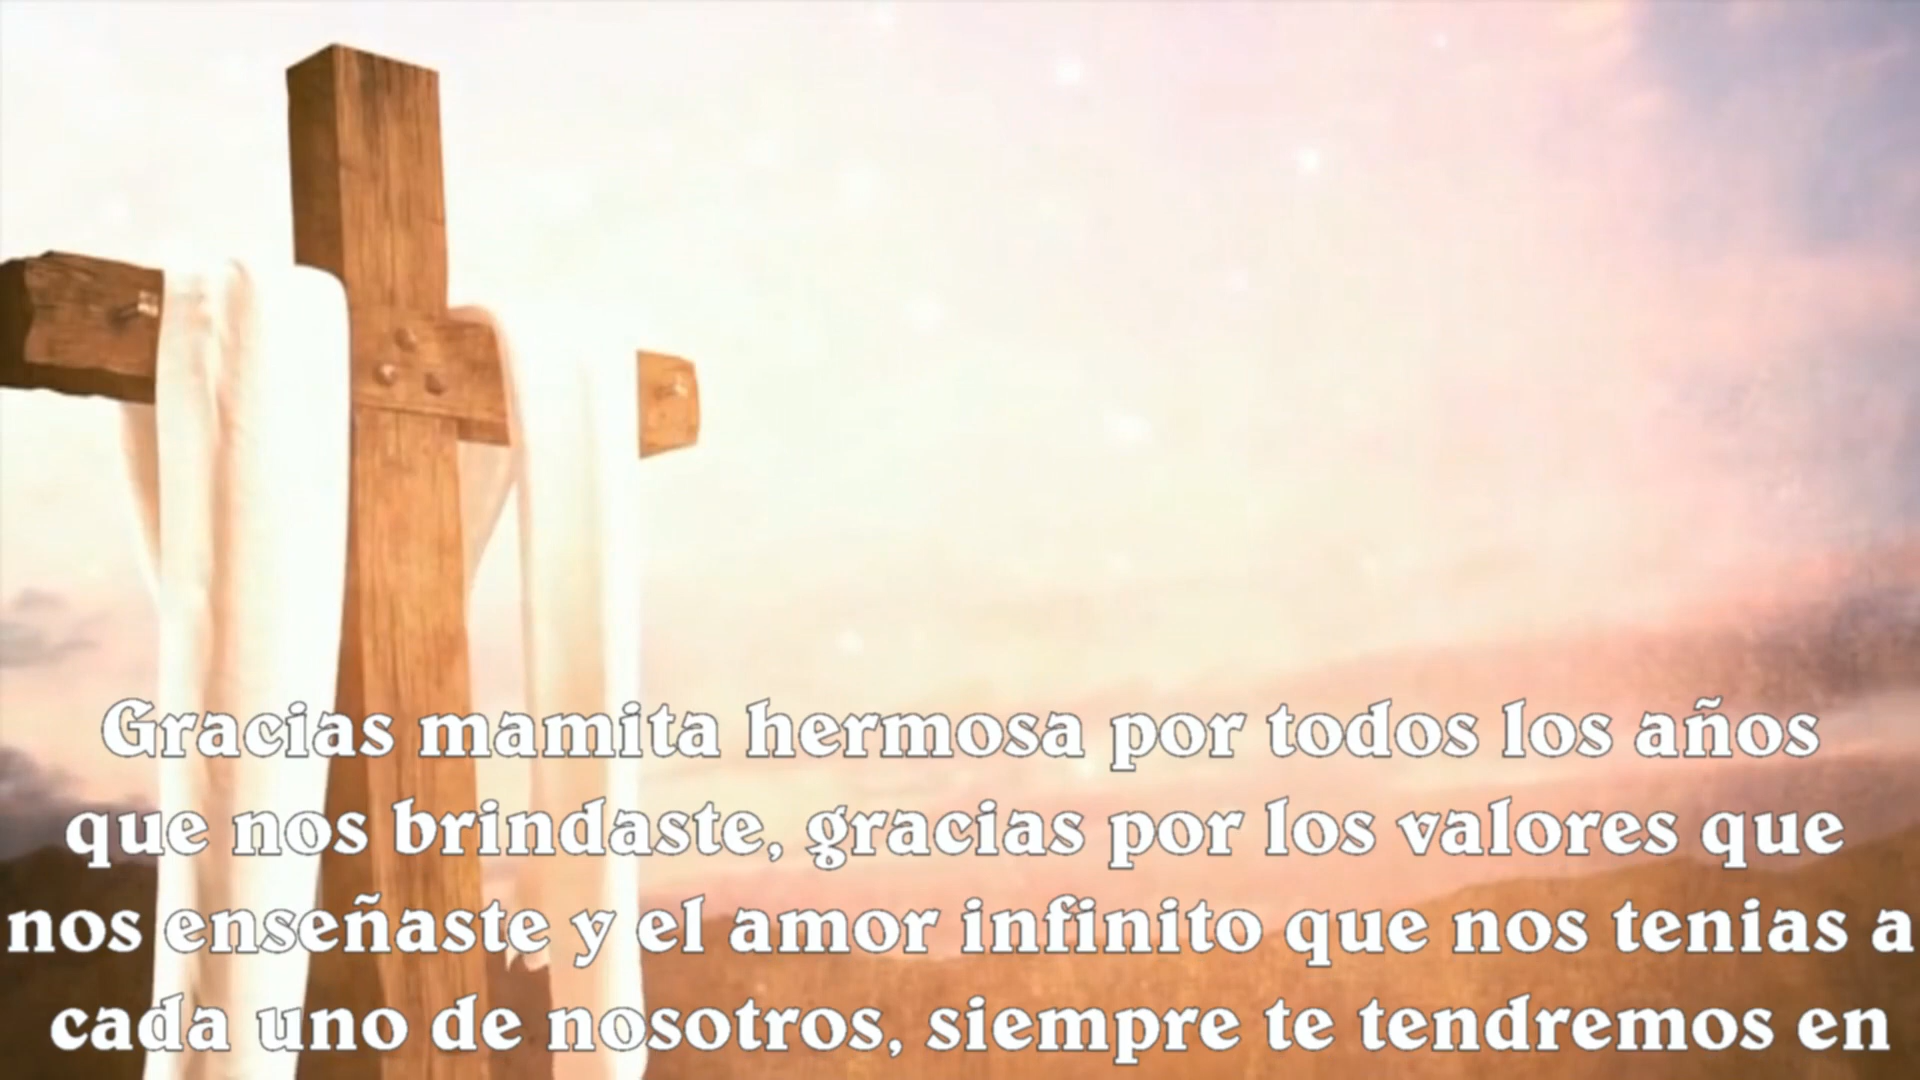 Gracias mamita hermosa por todos los años
que nos brindaste, gracias por los valores que
nos enseñaste y el amor infinito que nos tenias a
cada uno de nosotros, siempre te tendremos en